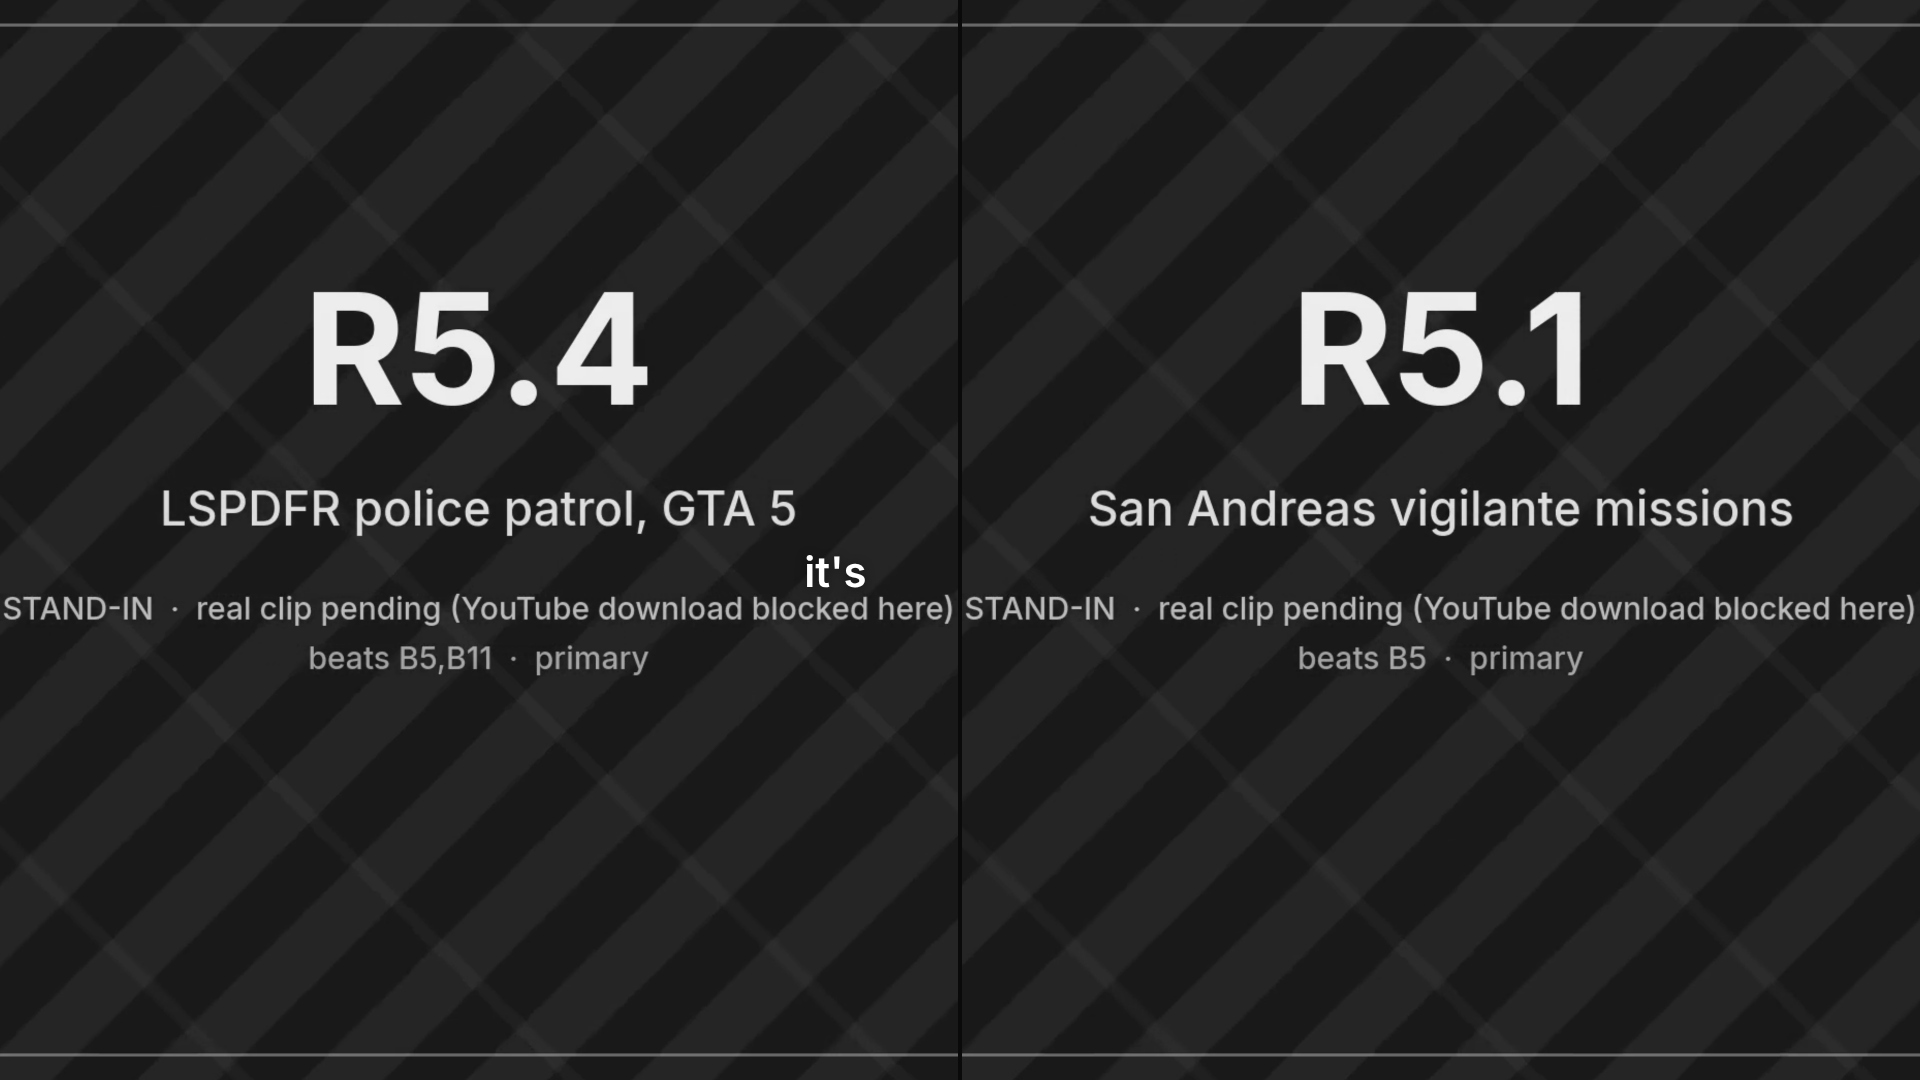 R5.4
LSPDFR police patrol, GTA 5
it's
STAND-IN · real clip pending (YouTube download blocked here)
beats B5,B11 · primary
R5.1
San Andreas vigilante missions
STAND-IN · real clip pending (YouTube download blocked here)
beats B5 · primary